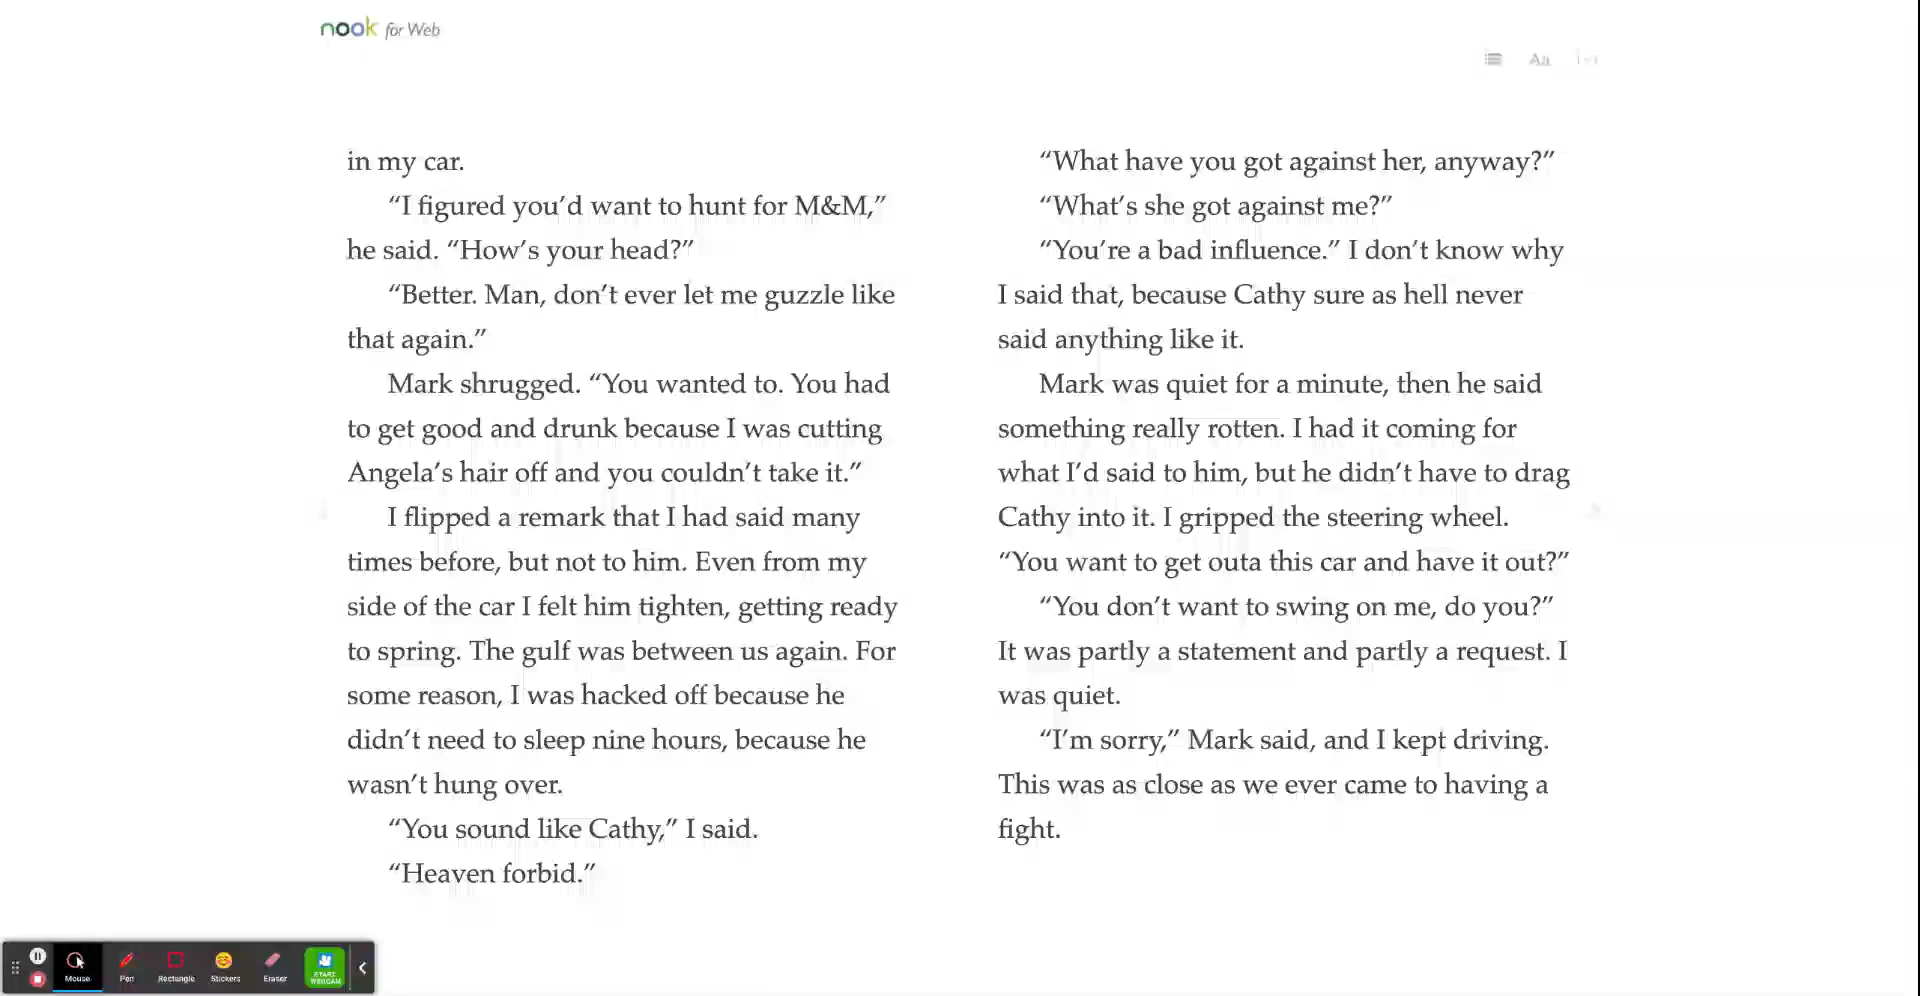 nook for Web
Aa
in my car.
“I figured you’d want to hunt for M&M,”
he said. “How’s your head?”
“Better. Man, don’t ever let me guzzle like
that again.”
Mark shrugged. “You wanted to. You had
to get good and drunk because I was cutting
Angela’s hair off and you couldn’t take it.”
I flipped a remark that I had said many
times before, but not to him. Even from my
side of the car I felt him tighten, getting ready
to spring. The gulf was between us again. For
some reason, I was hacked off because he
didn’t need to sleep nine hours, because he
wasn’t hung over.
“You sound like Cathy,” I said.
“Heaven forbid.”
“What have you got against her, anyway?”
“What’s she got against me?”
“You’re a bad influence.” I don’t know why
I said that, because Cathy sure as hell never
said anything like it.
Mark was quiet for a minute, then he said
something really rotten. I had it coming for
what I’d said to him, but he didn’t have to drag
Cathy into it. I gripped the steering wheel.
“You want to get outa this car and have it out?”
“You don’t want to swing on me, do you?”
It was partly a statement and partly a request. I
was quiet.
“I’m sorry,” Mark said, and I kept driving.
This was as close as we ever came to having a
fight.
Mouse
Pen
Rectangle
Stickers
Eraser
START
WEBCAM